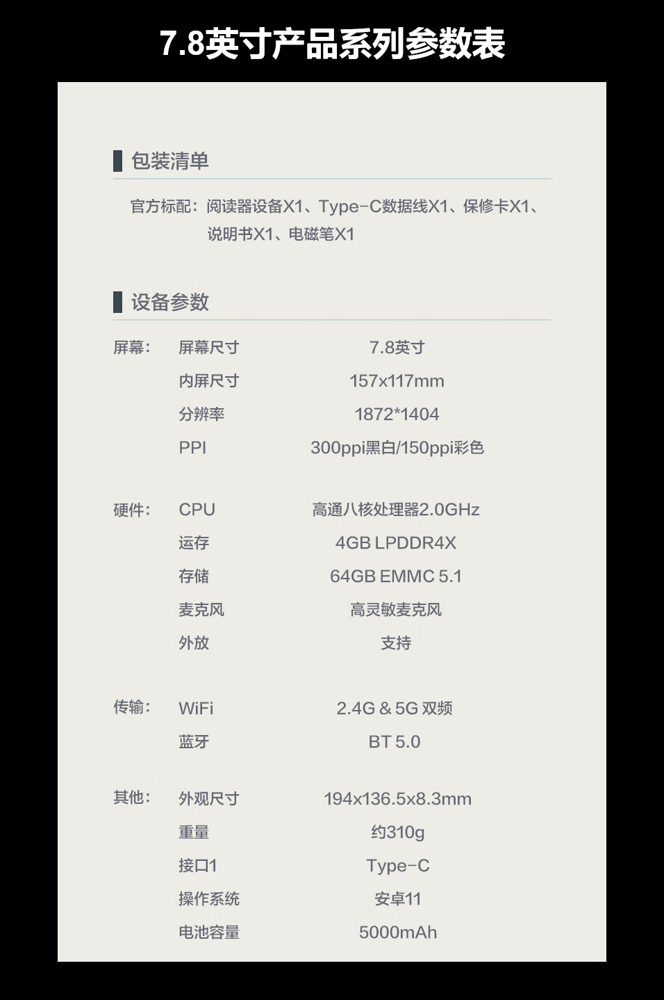 7.8英寸产品系列参数表
包装清单
官方标配：阅读器设备X1、Type-C数据线X1、保修卡X1、
说明书X1、电磁笔X1
设备参数
屏幕： 屏幕尺寸 7.8英寸
内屏尺寸 157x117mm
分辨率 1872*1404
PPI 300ppi黑白/150ppi彩色
硬件： CPU 高通八核处理器2.0GHz
运存 4GB LPDDR4X
存储 64GB EMMC 5.1
麦克风 高灵敏麦克风
外放 支持
传输： WiFi 2.4G & 5G 双频
蓝牙 BT 5.0
其他： 外观尺寸 194x136.5x8.3mm
重量 约310g
接口1 Type-C
操作系统 安卓11
电池容量 5000mAh